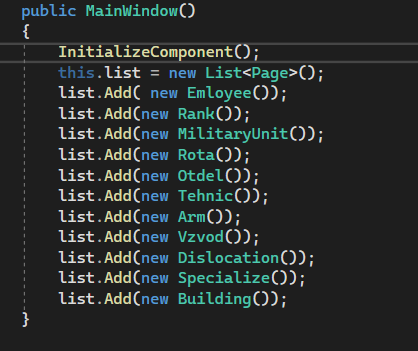 public MainWindow()
{
InitializeComponent();
this.list = new List<Page>();
list.Add( new Emloyee());
list.Add(new Rank());
list.Add(new MilitaryUnit());
list.Add(new Rota());
list.Add(new Otdel());
list.Add(new Tehnic());
list.Add(new Arm());
list.Add(new Vzvod());
list.Add(new Dislocation());
list.Add(new Specialize());
list.Add(new Building());
}